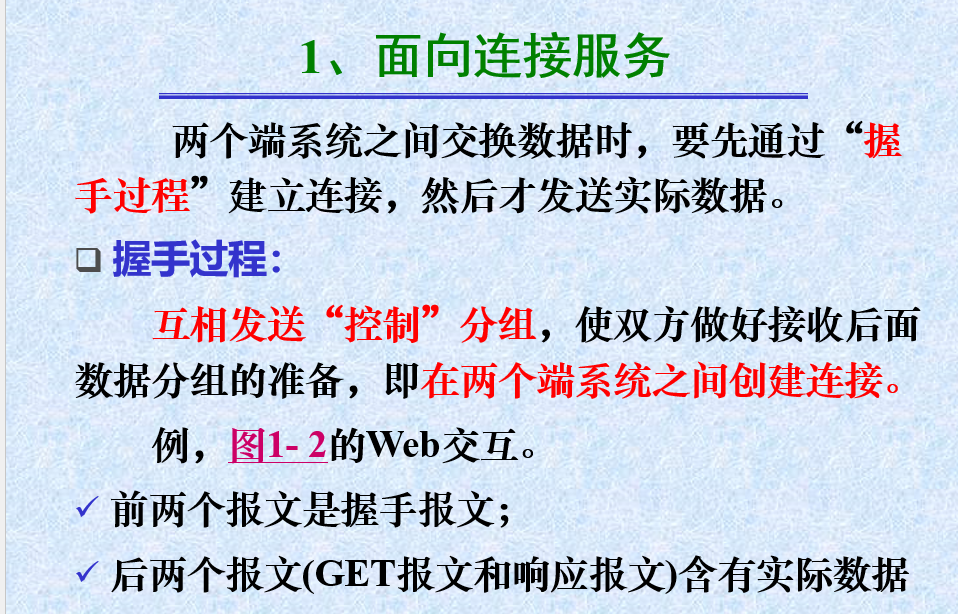 1、面向连接服务
两个端系统之间交换数据时，要先通过“握
手过程”建立连接，然后才发送实际数据。
握手过程：
互相发送“控制”分组，使双方做好接收后面
数据分组的准备，即在两个端系统之间创建连接。
例，图1- 2的Web交互。
前两个报文是握手报文；
后两个报文(GET报文和响应报文)含有实际数据